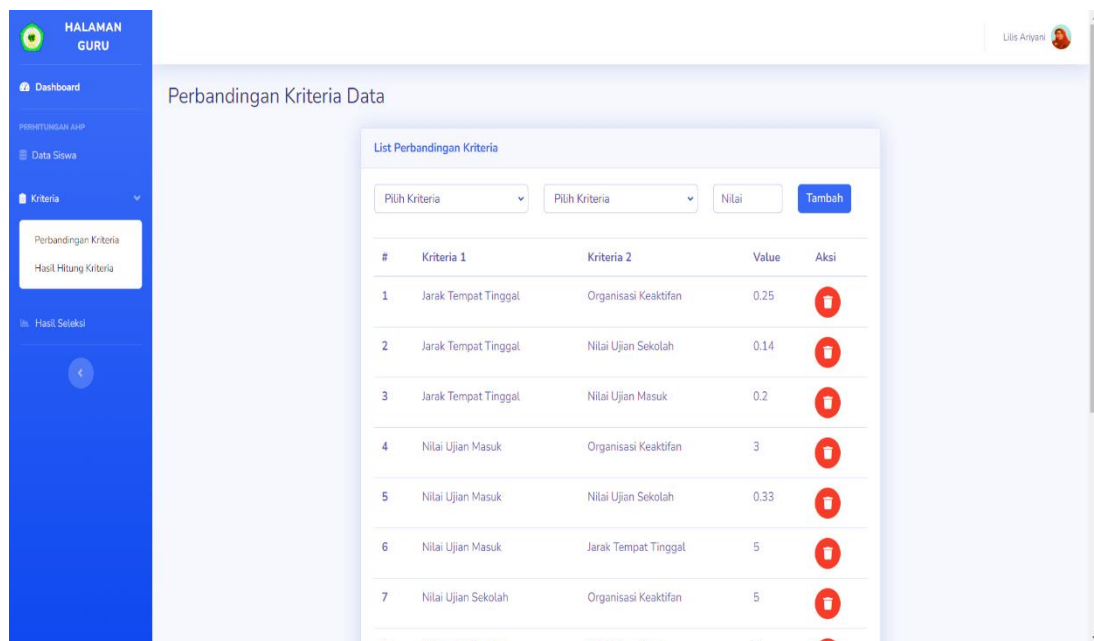 HALAMAN
GURU
Lilis Ariyani
Dashboard
Perbandingan Kriteria Data
PERHITUNGAN AHP
Data Siswa
Kriteria
Perbandingan Kriteria
Hasil Hitung Kriteria
Hasil Seleksi
List Perbandingan Kriteria
Pilih Kriteria Pilih Kriteria Nilai Tambah
# Kriteria 1 Kriteria 2 Value Aksi
1 Jarak Tempat Tinggal Organisasi Keaktifan 0.25
2 Jarak Tempat Tinggal Nilai Ujian Sekolah 0.14
3 Jarak Tempat Tinggal Nilai Ujian Masuk 0.2
4 Nilai Ujian Masuk Organisasi Keaktifan 3
5 Nilai Ujian Masuk Nilai Ujian Sekolah 0.33
6 Nilai Ujian Masuk Jarak Tempat Tinggal 5
7 Nilai Ujian Sekolah Organisasi Keaktifan 5